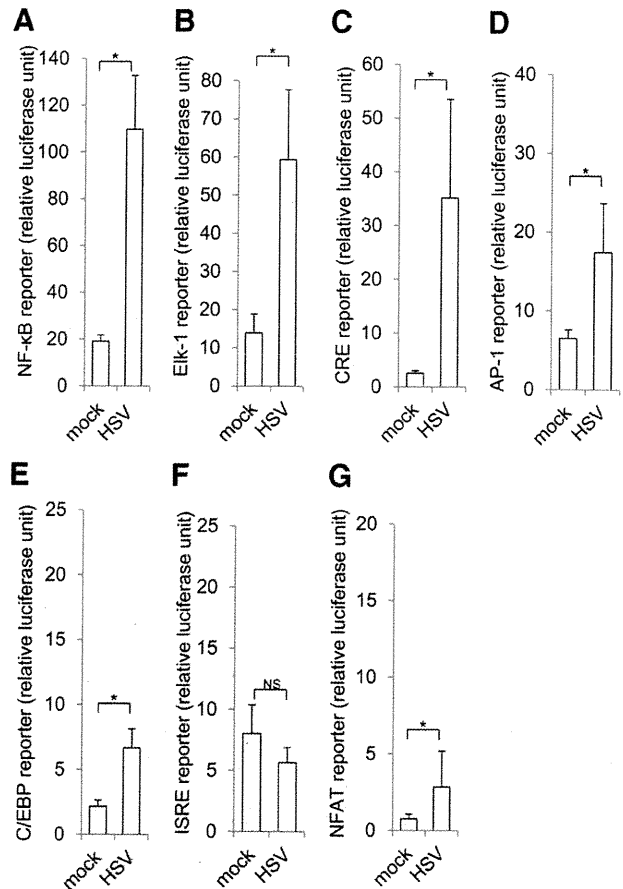 A
NF-κB reporter (relative luciferase unit)
140
120
100
80
60
40
20
0
*
mock
HSV
B
Elk-1 reporter (relative luciferase unit)
80
70
60
50
40
30
20
10
0
*
mock
HSV
C
CRE reporter (relative luciferase unit)
60
50
40
30
20
10
0
*
mock
HSV
D
AP-1 reporter (relative luciferase unit)
40
30
20
10
0
*
mock
HSV
E
C/EBP reporter (relative luciferase unit)
25
20
15
10
5
0
*
mock
HSV
F
ISRE reporter (relative luciferase unit)
25
20
15
10
5
0
NS
mock
HSV
G
NFAT reporter (relative luciferase unit)
20
15
10
5
0
*
mock
HSV